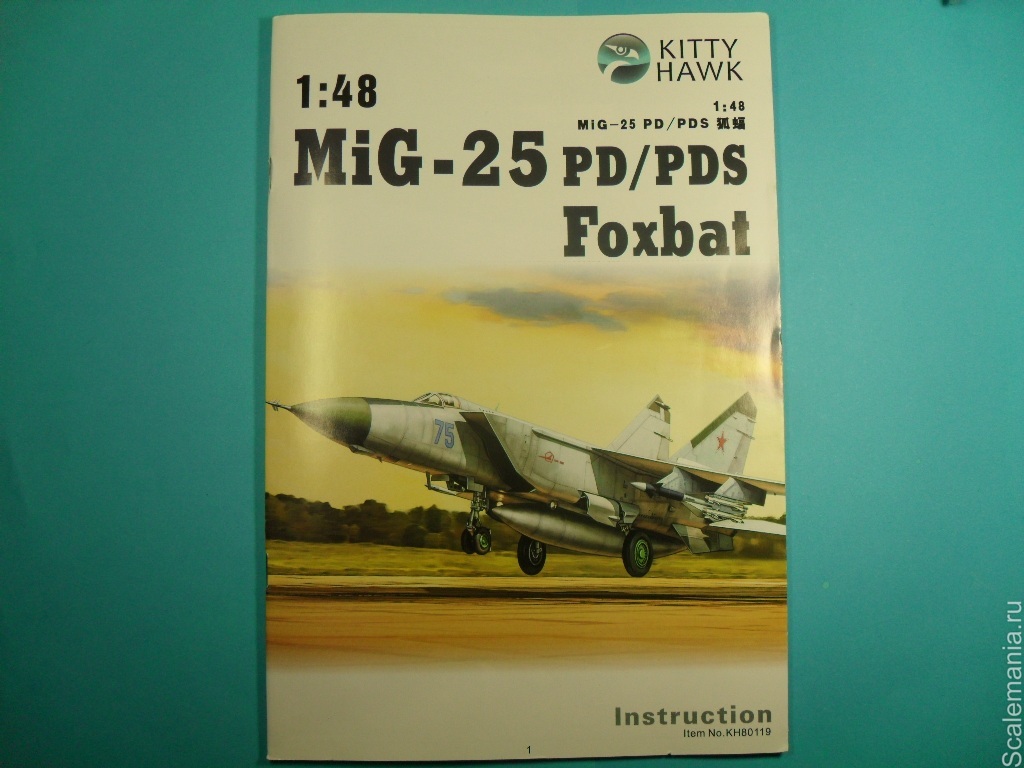 KITTY
HAWK
1:48
1:48
MiG-25 PD/PDS 狐蝠
MiG-25 PD/PDS
Foxbat
75
Instruction
Item No.KH80119
1
Scalemania.ru